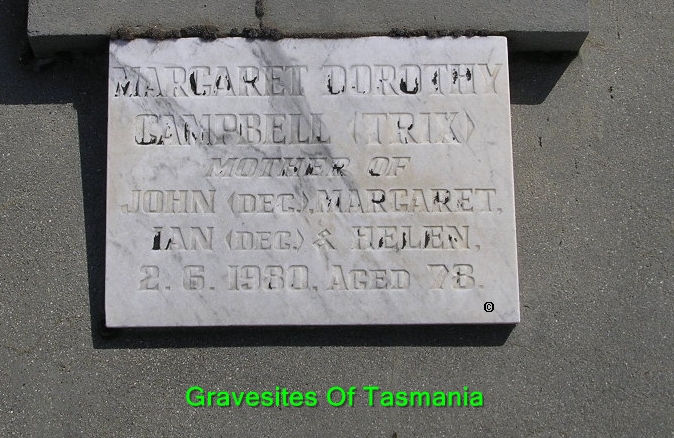 MARGARET DOROTHY
CAMPBELL (TRIX)
MOTHER OF
JOHN (DEC.), MARGARET,
IAN (DEC.) & HELEN,
2. 6. 1980, AGED 78.
©
Gravesites Of Tasmania